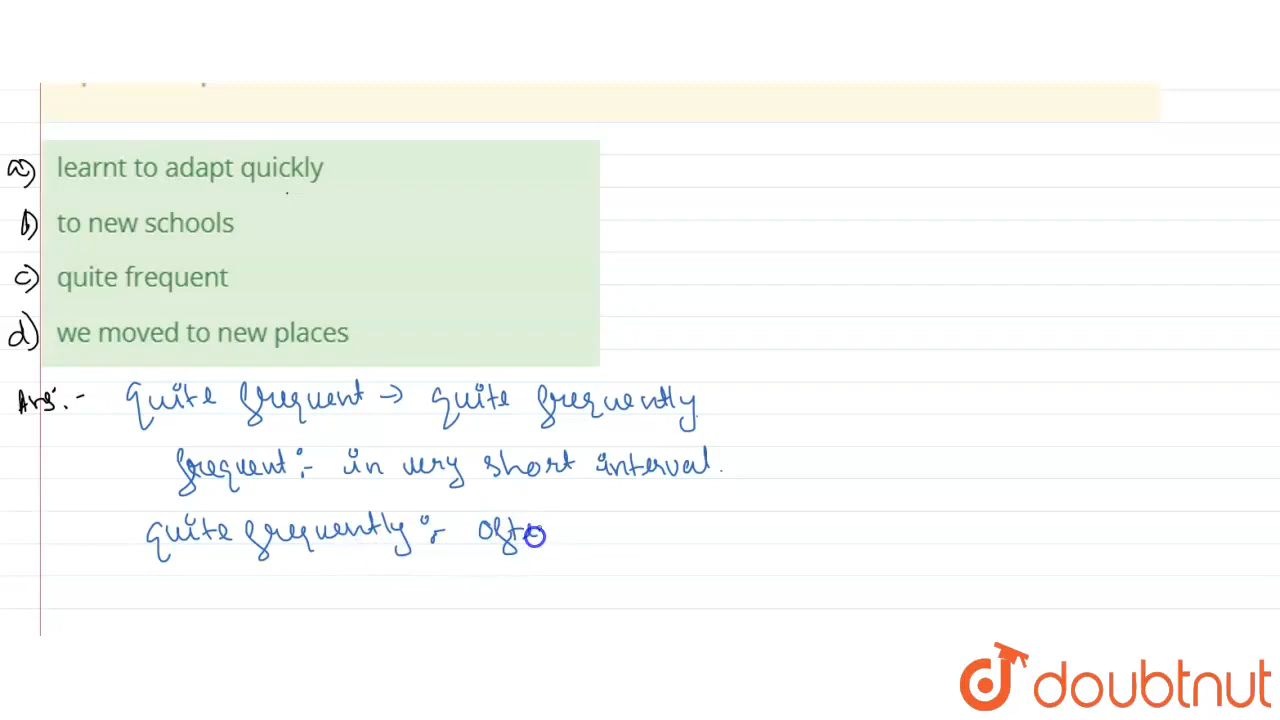 a) learnt to adapt quickly
b) to new schools
c) quite frequent
d) we moved to new places
Ans:- quite frequent → quite frequently
frequent:- in very short interval.
quite frequently:- ofte
doubtnut